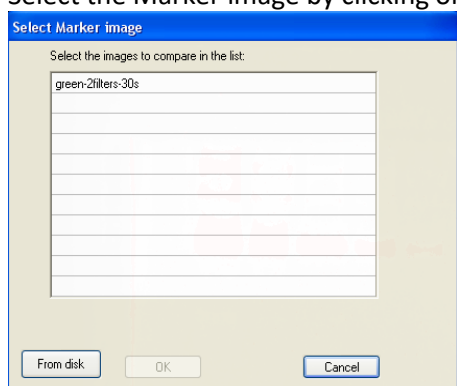 Select the Marker image by clicking o
Select Marker image
Select the images to compare in the list:
green-2filters-30s
From disk
OK
Cancel